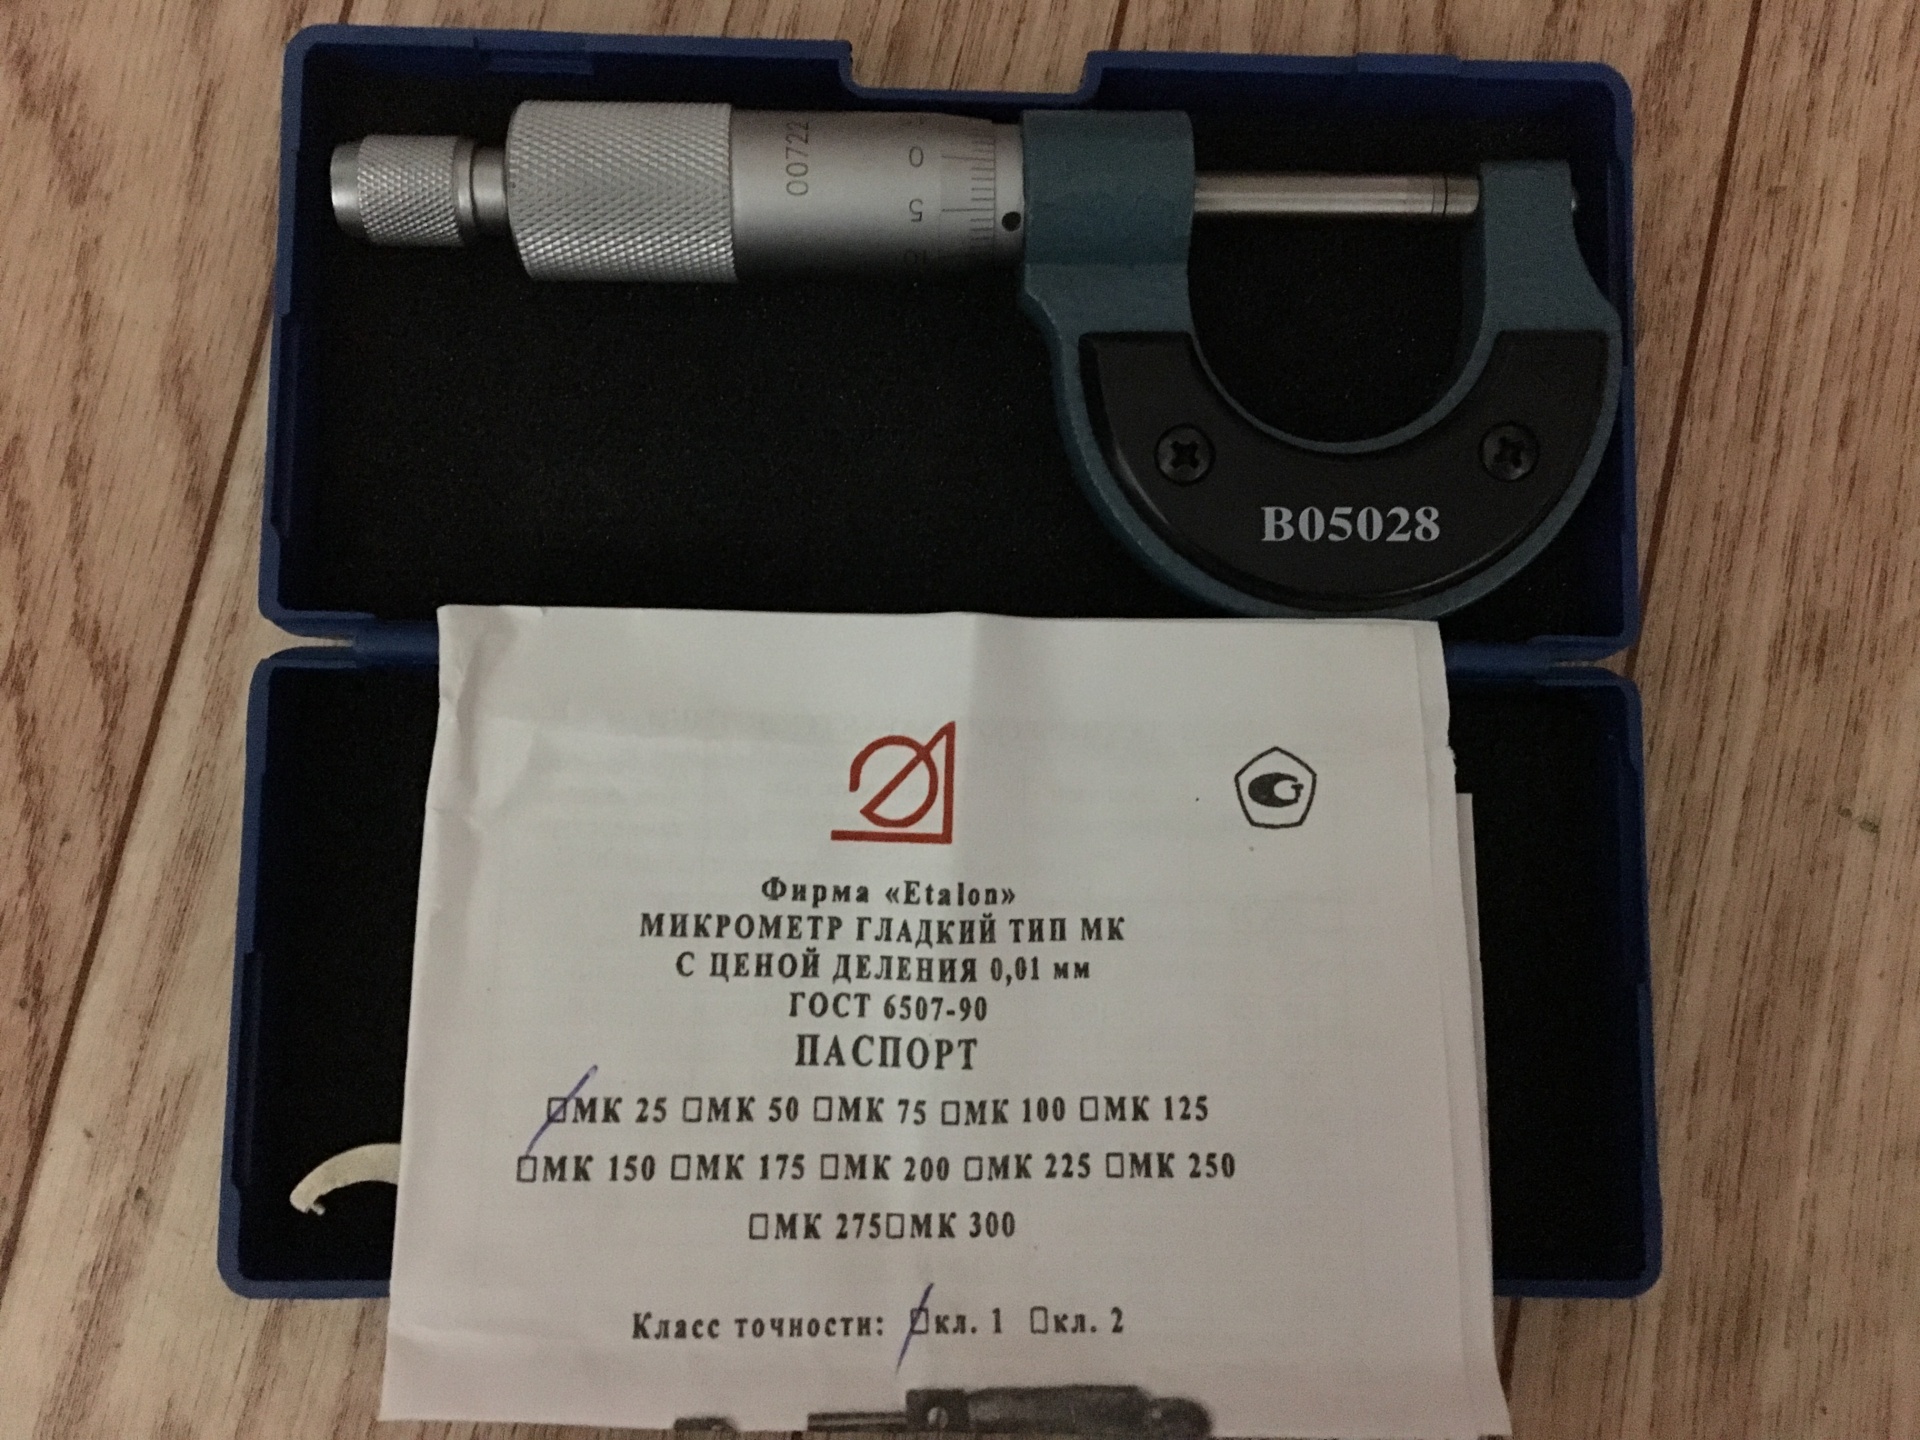 00722
0
5
B05028
Фирма «Etalon»
МИКРОМЕТР ГЛАДКИЙ ТИП МК
С ЦЕНОЙ ДЕЛЕНИЯ 0,01 мм
ГОСТ 6507-90
ПАСПОРТ
□МК 25 □МК 50 □МК 75 □МК 100 □МК 125
□МК 150 □МК 175 □МК 200 □МК 225 □МК 250
□МК 275□МК 300
Класс точности: □кл. 1 □кл. 2